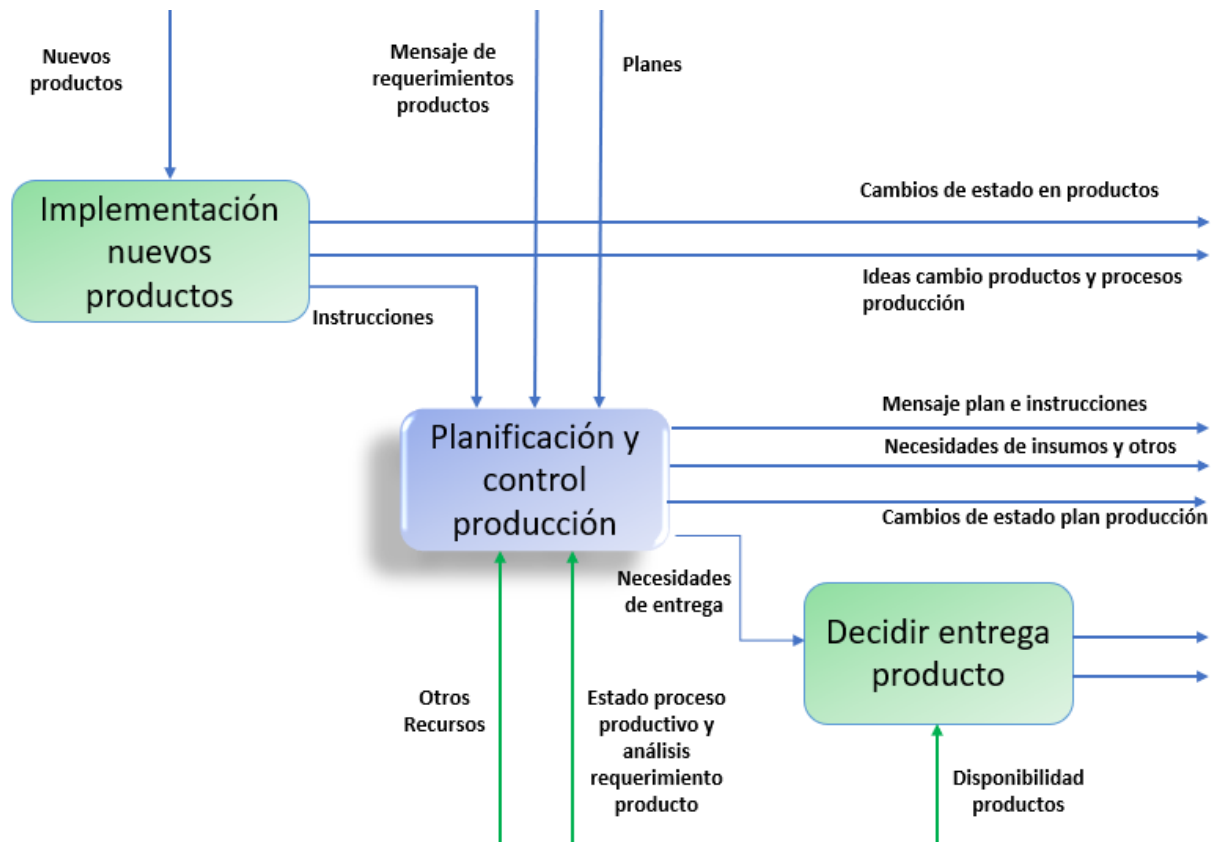 Nuevos
productos
Mensaje de
requerimientos
productos
Planes
Implementación
nuevos
productos
Cambios de estado en productos
Ideas cambio productos y procesos
producción
Instrucciones
Planificación y
control
producción
Mensaje plan e instrucciones
Necesidades de insumos y otros
Cambios de estado plan producción
Necesidades
de entrega
Decidir entrega
producto
Otros
Recursos
Estado proceso
productivo y
análisis
requerimiento
producto
Disponibilidad
productos